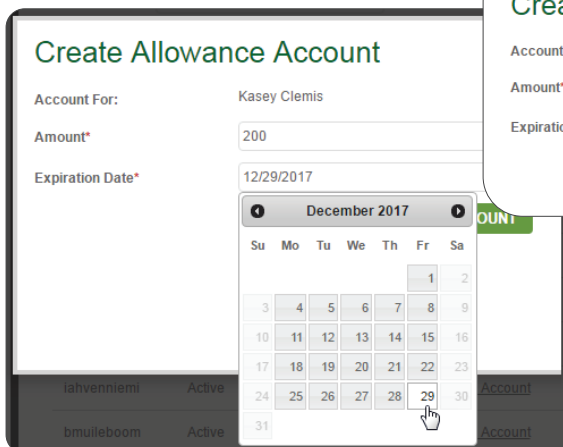 Create Allowance Account
Account For: Kasey Clemis
Amount* 200
Expiration Date* 12/29/2017
December 2017
Su Mo Tu We Th Fr Sa
1 2
3 4 5 6 7 8 9
10 11 12 13 14 15 16
17 18 19 20 21 22 23
24 25 26 27 28 29 30
31
OUNT
iahvenniemi Active Account
bmuileboom Active Account
Crea
Account
Amount*
Expiratio